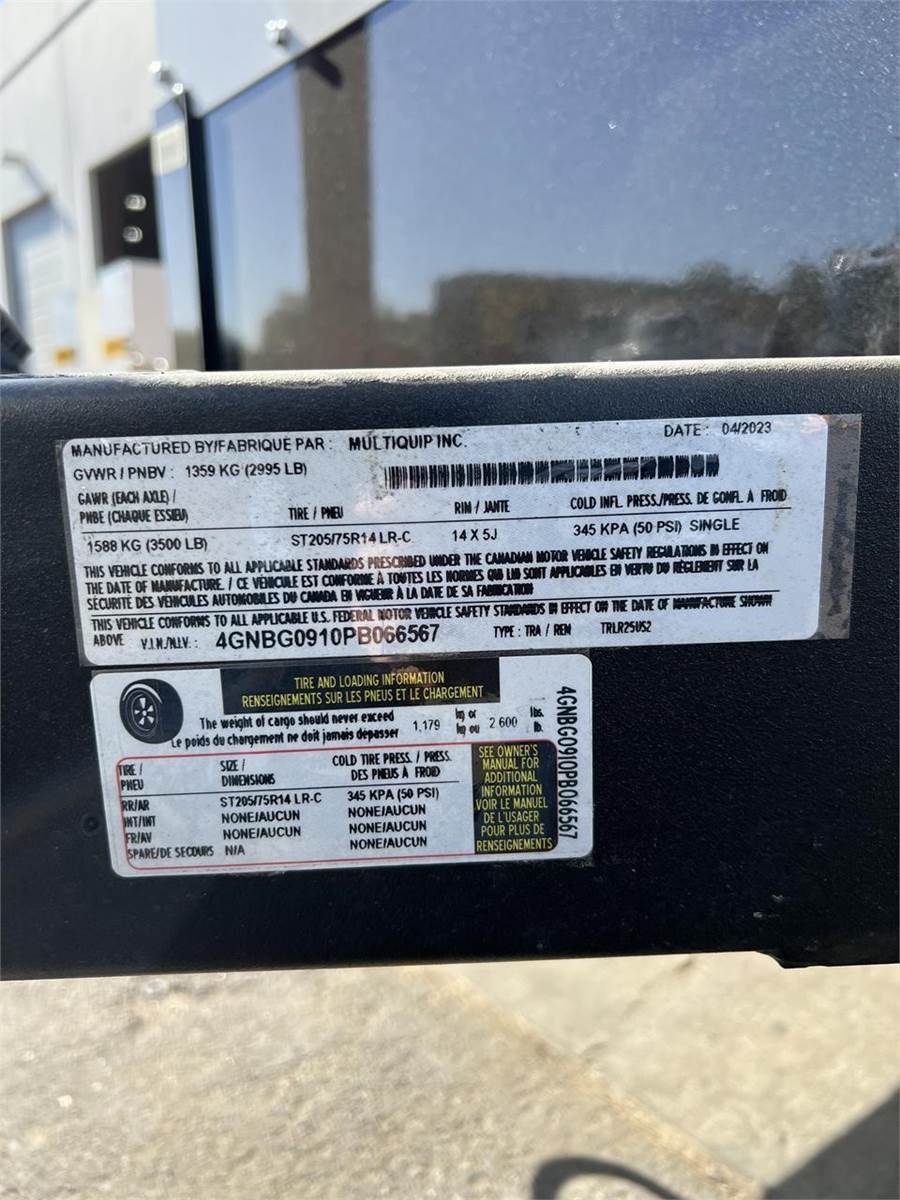 MANUFACTURED BY/FABRIQUE PAR : MULTIQUIP INC. DATE : 04/2023
GVWR / PNBV : 1359 KG (2995 LB)
GAWR (EACH AXLE) /
PNBE (CHAQUE ESSIEU) TIRE / PNEU RIM / JANTE COLD INFL. PRESS./PRESS. DE GONFL À FROID
1588 KG (3500 LB) ST205/75R14 LR-C 14 X 5J 345 KPA (50 PSI) SINGLE
THIS VEHICLE CONFORMS TO ALL APPLICABLE STANDARDS PRESCRIBED UNDER THE CANADIAN MOTOR VEHICLE SAFETY REGULATIONS IN EFFECT ON
THE DATE OF MANUFACTURE. / CE VÉHICULE EST CONFORME À TOUTES LES NORMES QUI LUI SONT APPLICABLES EN VERTU DU RÈGLEMENT SUR LA
SÉCURITÉ DES VEHICULES AUTOMOBILES DU CANADA EN VIGUEUR À LA DATE DE SA FABRICATION
THIS VEHICLE CONFORMS TO ALL APPLICABLE U.S. FEDERAL MOTOR VEHICLE SAFETY STANDARDS IN EFFECT ON THE DATE OF MANUFACTURE SHOWN
ABOVE V.I.N./N.I.V. : 4GNBG0910PB066567 TYPE : TRA / REM TRLR25US2
TIRE AND LOADING INFORMATION
RENSEIGNEMENTS SUR LES PNEUS ET LE CHARGEMENT
The weight of cargo should never exceed 1,179 kg or 2 600 lbs.
Le poids du chargement ne doit jamais dépasser kg ou lb.
TIRE / SIZE / COLD TIRE PRESS. / PRESS.
PNEU DIMENSIONS DES PNEUS À FROID
RR/AR ST205/75R14 LR-C 345 KPA (50 PSI)
INT/INT NONE/AUCUN NONE/AUCUN
FR/AV NONE/AUCUN NONE/AUCUN
SPARE/DE SECOURS N/A NONE/AUCUN
SEE OWNER'S
MANUAL FOR
ADDITIONAL
INFORMATION
VOIR LE MANUEL
DE L'USAGER
POUR PLUS DE
RENSEIGNEMENTS
4GNBG0910PB066567